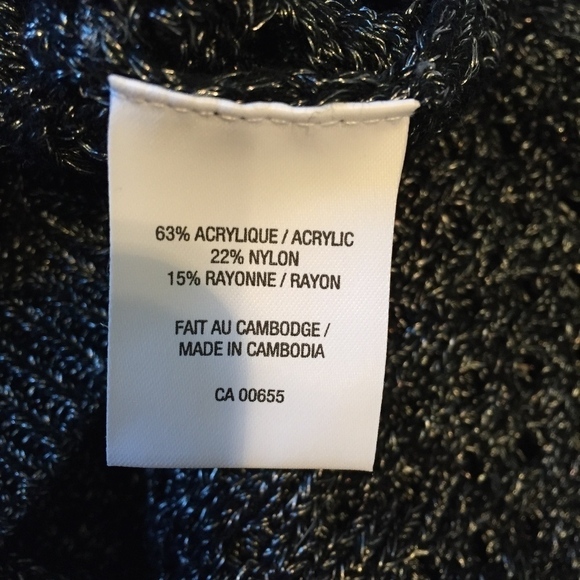 63% ACRYLIQUE / ACRYLIC
22% NYLON
15% RAYONNE / RAYON
FAIT AU CAMBODGE /
MADE IN CAMBODIA
CA 00655